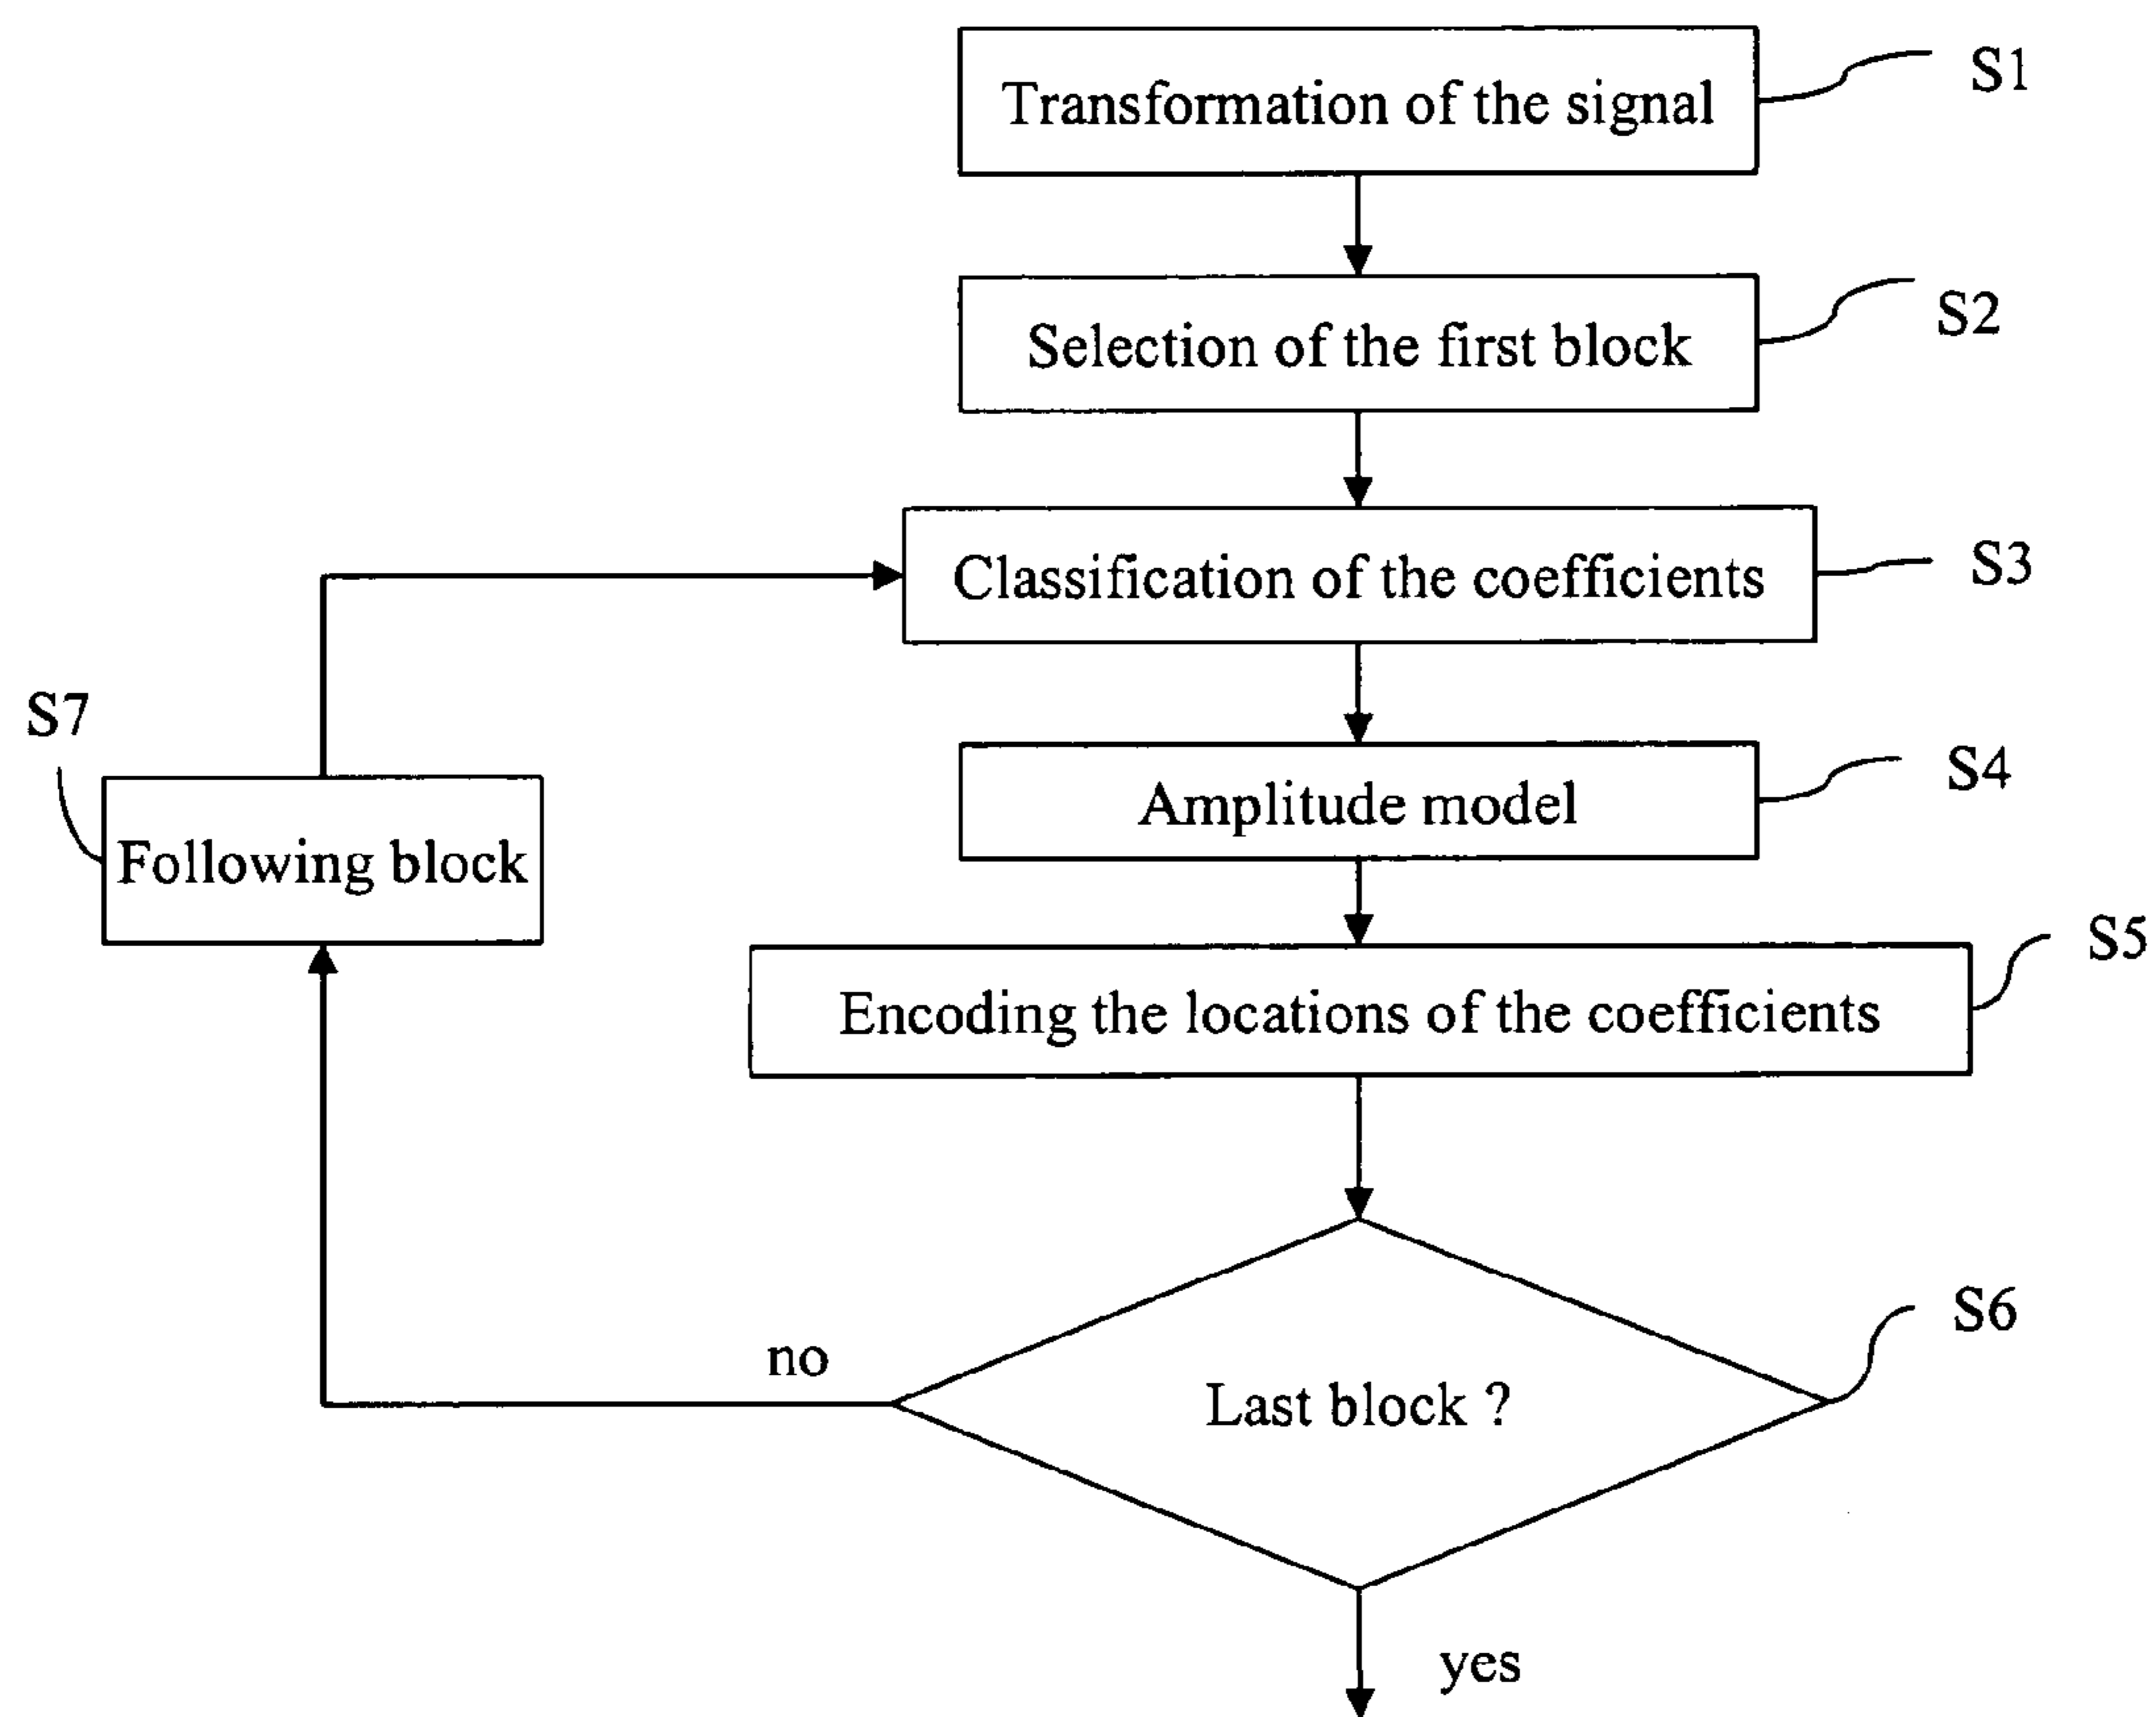 Transformation of the signal
S1
Selection of the first block
S2
Classification of the coefficients
S3
Amplitude model
S4
Encoding the locations of the coefficients
S5
Last block ?
S6
no
yes
S7
Following block